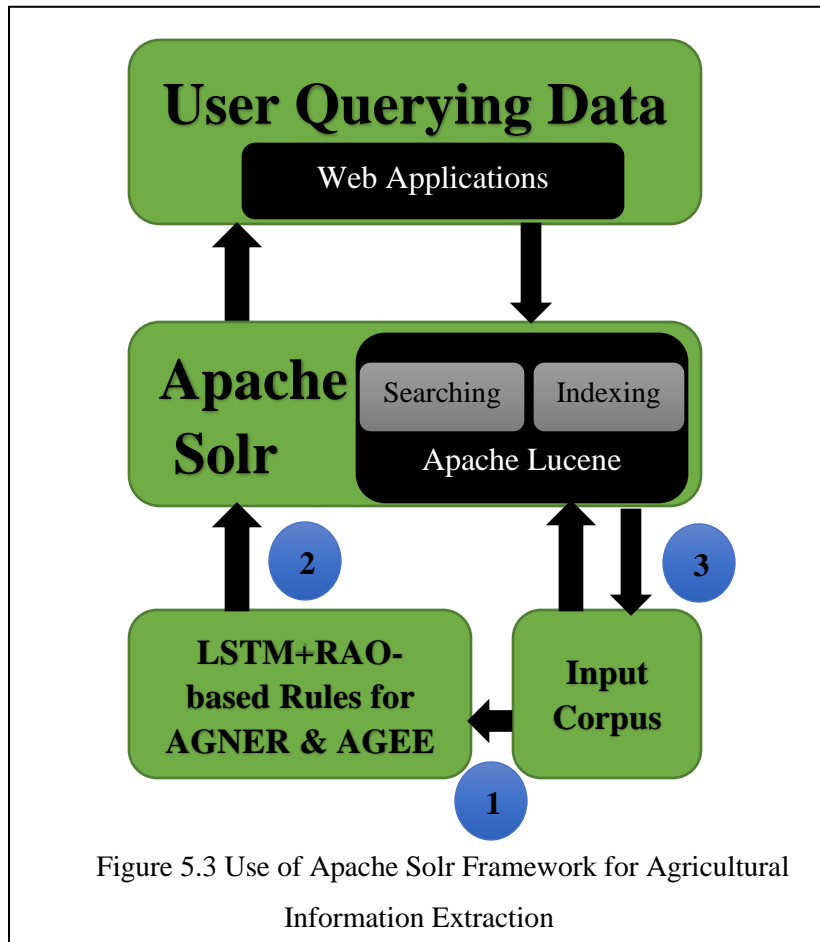 User Querying Data
Web Applications
Apache
Solr
Searching
Indexing
Apache Lucene
2
3
LSTM+RAO-
based Rules for
AGNER & AGEE
Input
Corpus
1
Figure 5.3 Use of Apache Solr Framework for Agricultural
Information Extraction